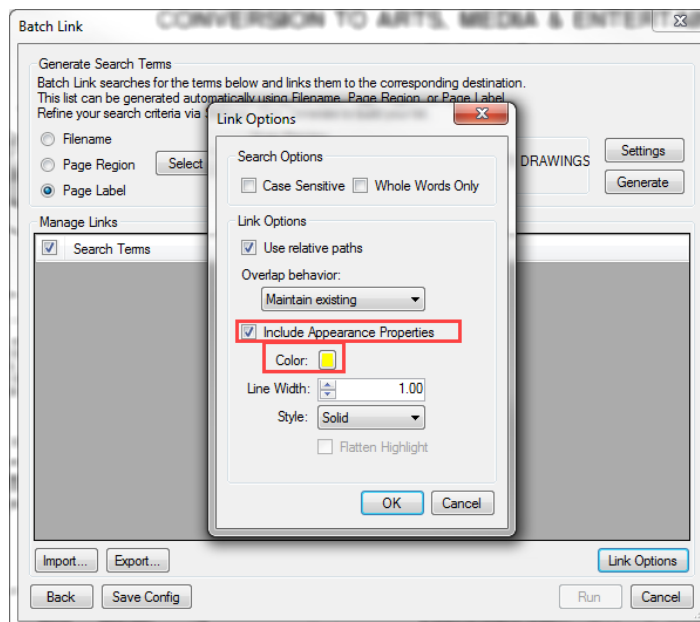 CONVERSION TO ARTS, MEDIA & ENTERTA
Batch Link
Generate Search Terms
Batch Link searches for the terms below and links them to the corresponding destination.
This list can be generated automatically using Filename, Page Region, or Page Label
Refine your search criteria via
Filename
Page Region
Select
DRAWINGS
Settings
Page Label
Generate
Manage Links
Search Terms
Link Options
Search Options
Case Sensitive
Whole Words Only
Link Options
Use relative paths
Overlap behavior:
Maintain existing
Include Appearance Properties
Color:
Line Width: 1.00
Style: Solid
Flatten Highlight
OK
Cancel
Import...
Export...
Link Options
Back
Save Config
Run
Cancel